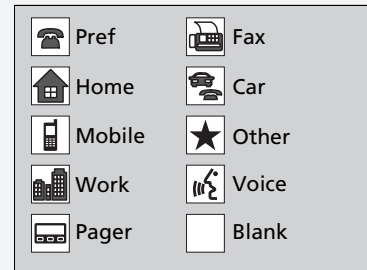 Pref
Home
Mobile
Work
Pager
Fax
Car
Other
Voice
Blank